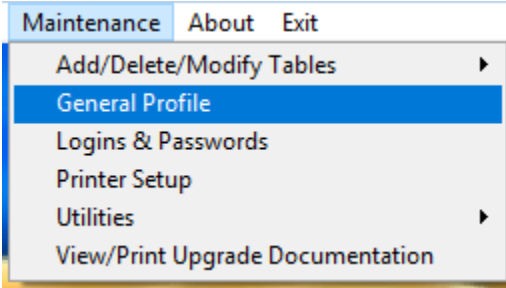 Maintenance About Exit
Add/Delete/Modify Tables
General Profile
Logins & Passwords
Printer Setup
Utilities
View/Print Upgrade Documentation